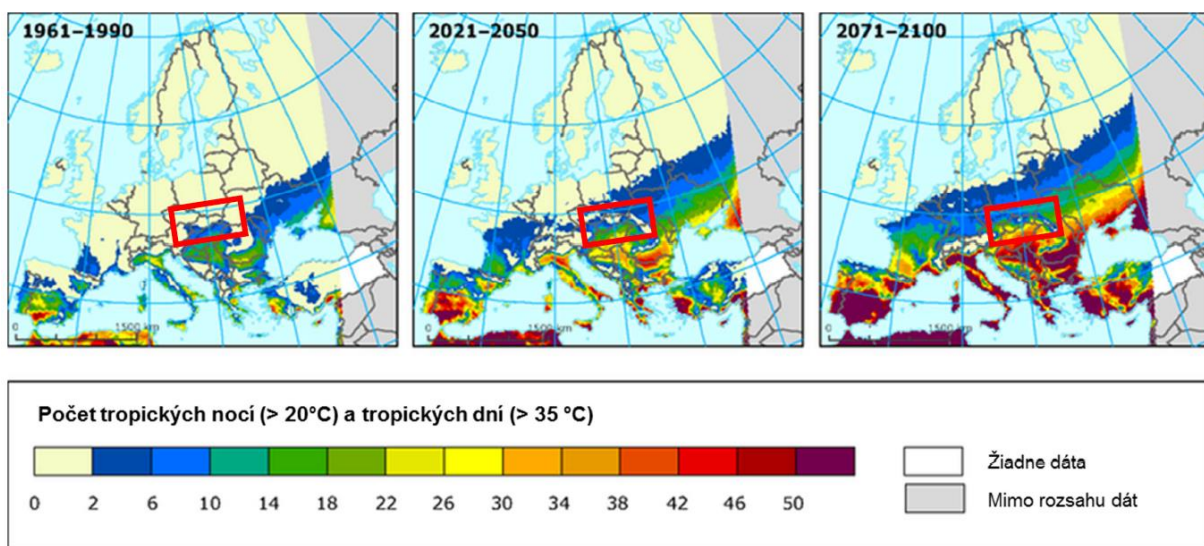 1961–1990
2021–2050
2071–2100
0 1500 km
0 1500 km
0 1500 km
Počet tropických nocí (> 20°C) a tropických dní (> 35 °C)
0 2 6 10 14 18 22 26 30 34 38 42 46 50
Žiadne dáta
Mimo rozsahu dát